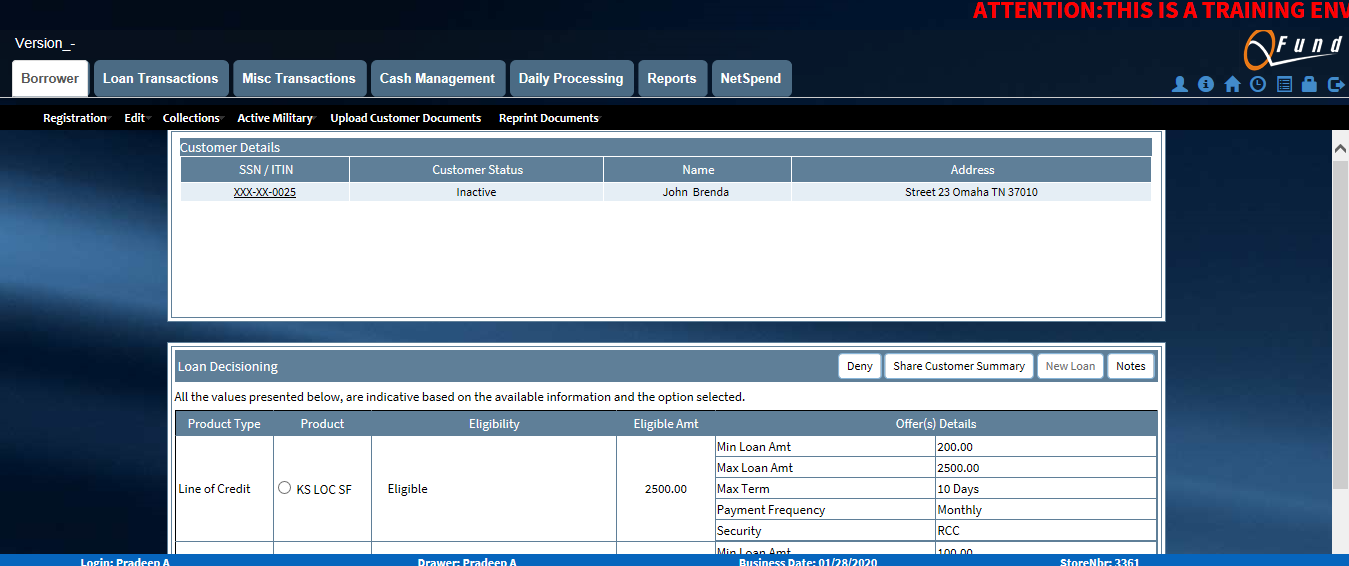 ATTENTION:THIS IS A TRAINING ENV
Version_-
QFund
Borrower Loan Transactions Misc Transactions Cash Management Daily Processing Reports NetSpend
Registration Edit Collections Active Military Upload Customer Documents Reprint Documents
Customer Details
SSN / ITIN Customer Status Name Address
XXX-XX-0025 Inactive John Brenda Street 23 Omaha TN 37010
Loan Decisioning Deny Share Customer Summary New Loan Notes
All the values presented below, are indicative based on the available information and the option selected.
Product Type Product Eligibility Eligible Amt Offer(s) Details
Min Loan Amt 200.00
Max Loan Amt 2500.00
Line of Credit KS LOC SF Eligible 2500.00 Max Term 10 Days
Payment Frequency Monthly
Security RCC
Min Loan Amt 100.00
Login: Pradeep A Drawer: Pradeep A Business Date: 01/28/2020 StoreNbr: 3361